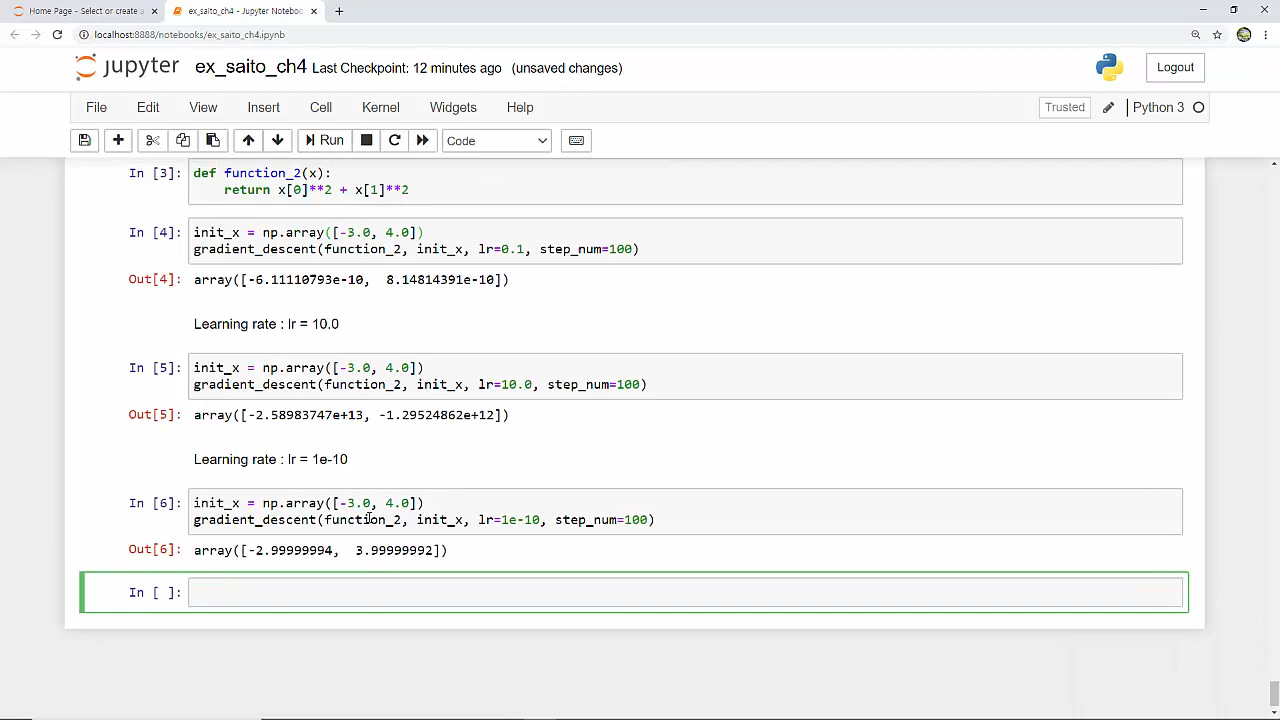 Home Page - Select or create a
ex_saito_ch4 - Jupyter Noteboo
localhost:8888/notebooks/ex_saito_ch4.ipynb
jupyter ex_saito_ch4 Last Checkpoint: 12 minutes ago (unsaved changes) Logout
File Edit View Insert Cell Kernel Widgets Help Trusted Python 3
Run Code
In [3]: def function_2(x):
return x[0]**2 + x[1]**2
In [4]: init_x = np.array([-3.0, 4.0])
gradient_descent(function_2, init_x, lr=0.1, step_num=100)
Out[4]: array([-6.11110793e-10, 8.14814391e-10])
Learning rate : lr = 10.0
In [5]: init_x = np.array([-3.0, 4.0])
gradient_descent(function_2, init_x, lr=10.0, step_num=100)
Out[5]: array([-2.58983747e+13, -1.29524862e+12])
Learning rate : lr = 1e-10
In [6]: init_x = np.array([-3.0, 4.0])
gradient_descent(function_2, init_x, lr=1e-10, step_num=100)
Out[6]: array([-2.99999994, 3.99999992])
In [ ]: